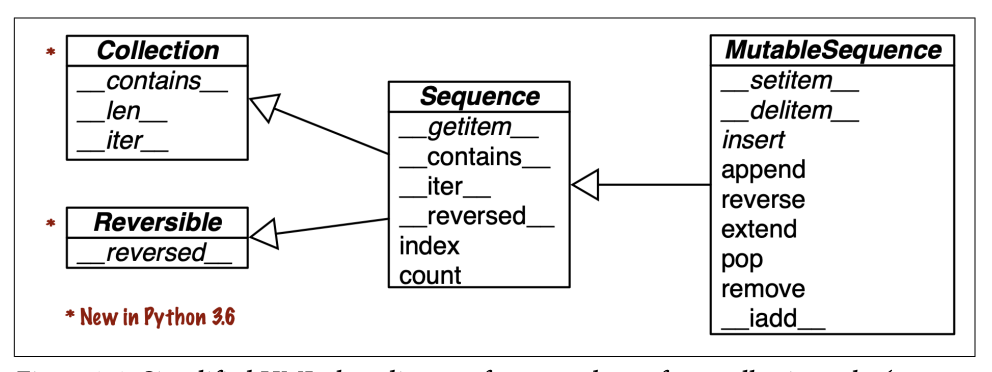 * Collection
__contains__
__len__
__iter__
* Reversible
__reversed__
* New in Python 3.6
Sequence
__getitem__
__contains__
__iter__
__reversed__
index
count
MutableSequence
__setitem__
__delitem__
insert
append
reverse
extend
pop
remove
__iadd__